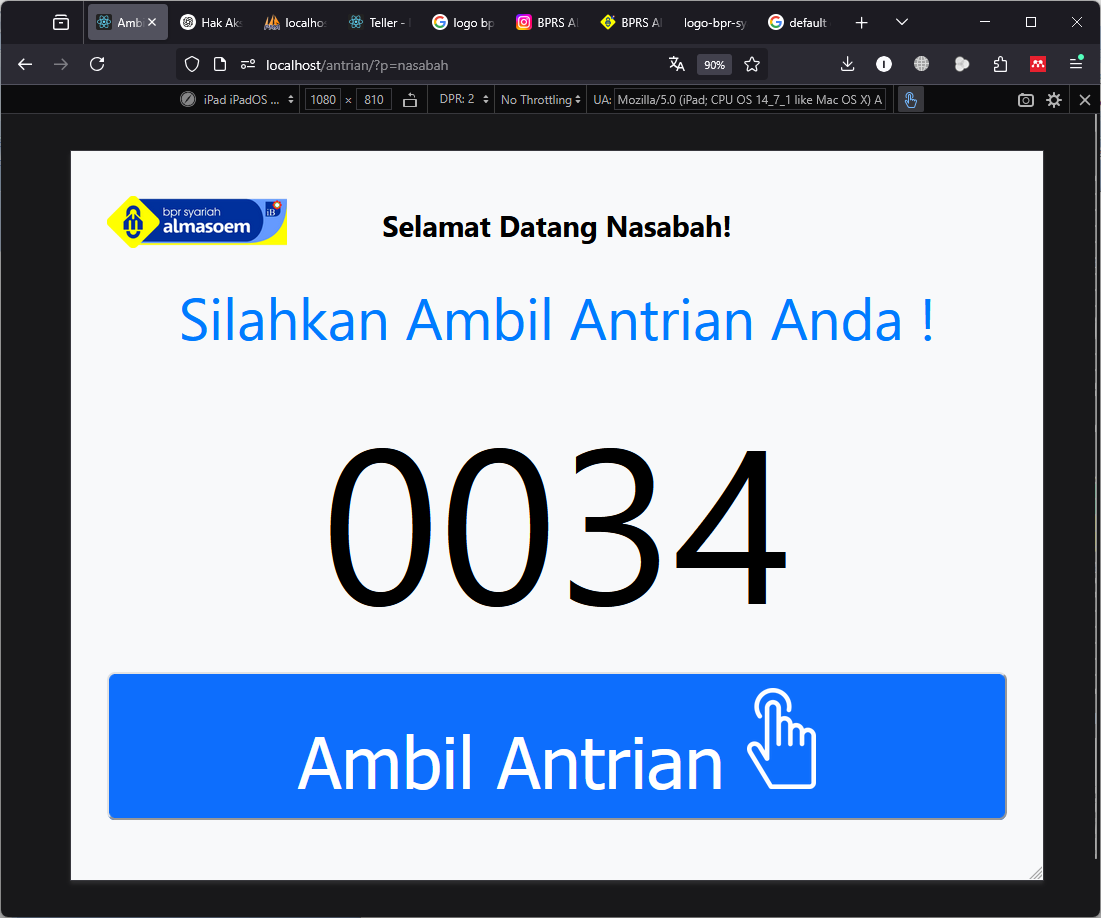 Amb
Hak Aks
localhos
Teller -
logo bp
BPRS Al
BPRS Al
logo-bpr-sy
default
localhost/antrian/?p=nasabah
90%
iPad iPadOS ...
1080 × 810
DPR: 2
No Throttling
UA: Mozilla/5.0 (iPad; CPU OS 14_7_1 like Mac OS X) A
bpr syariah
almasoem
iB
Selamat Datang Nasabah!
Silahkan Ambil Antrian Anda !
0034
Ambil Antrian